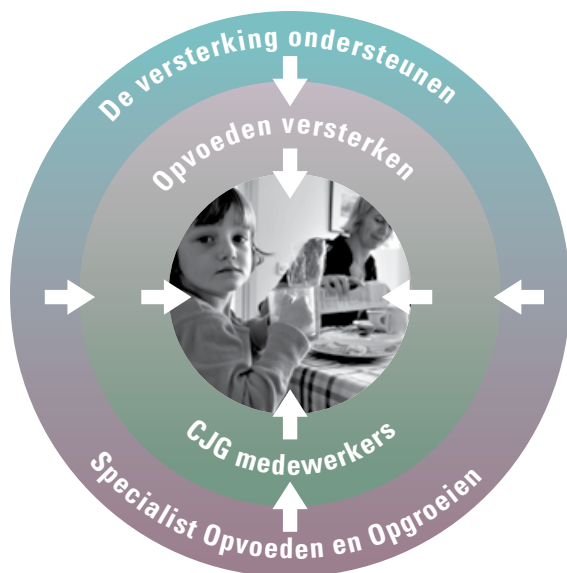 De versterking ondersteunen
Opvoeden versterken
CJG medewerkers
Specialist Opvoeden en Opgroeien